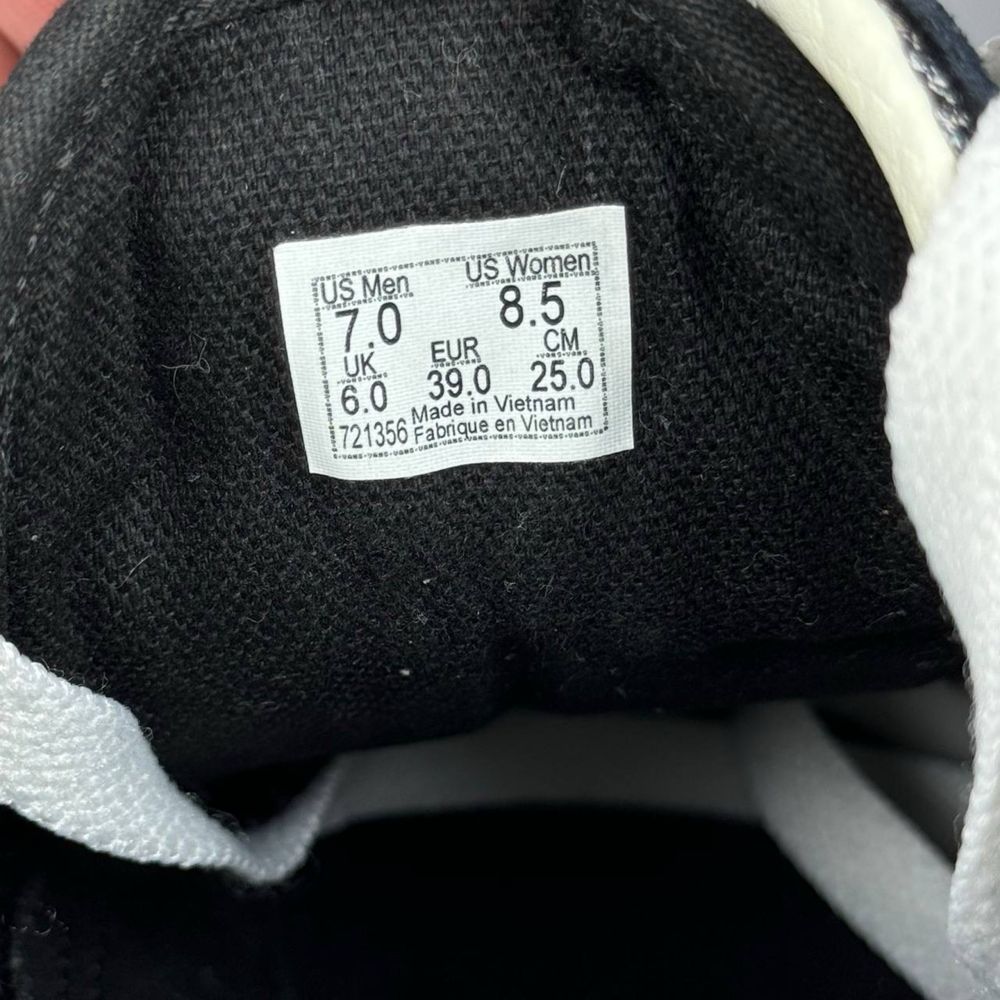 US Men US Women
7.0 8.5
UK EUR CM
6.0 39.0 25.0
Made in Vietnam
721356 Fabrique en Vietnam